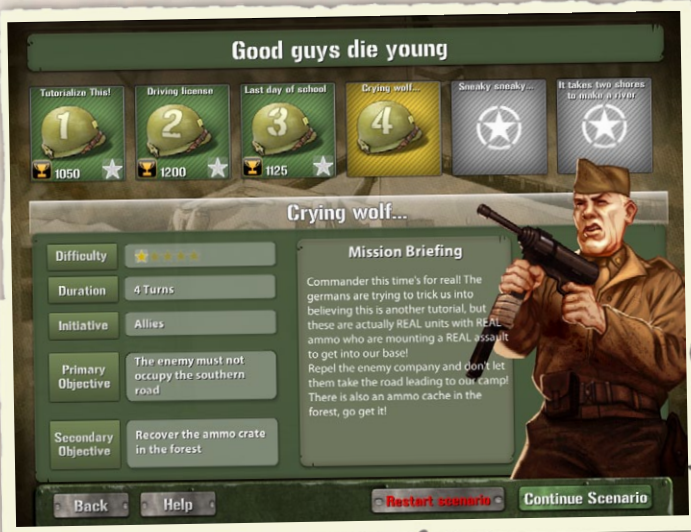 Good guys die young
Tutorialize This!
1
1050
Driving license
2
1200
Last day of school
3
1125
Crying wolf...
4
Sneaky sneaky...
It takes two shores
to make a river
Crying wolf...
Difficulty
Duration
4 Turns
Initiative
Allies
Primary
Objective
The enemy must not
occupy the southern
road
Secondary
Objective
Recover the ammo crate
in the forest
Mission Briefing
Commander this time's for real! The
germans are trying to trick us into
believing this is another tutorial, but
these are actually REAL units with REAL
ammo who are mounting a REAL assault
to get into our base!
Repel the enemy company and don't let
them take the road leading to our camp!
There is also an ammo cache in the
forest, go get it!
Back
Help
Restart scenario
Continue Scenario